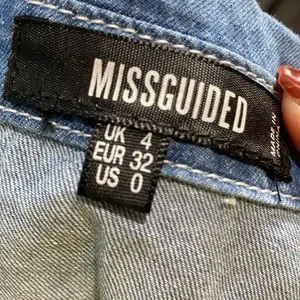 MISSGUIDED
MADE IN
UK 4
EUR 32
US 0